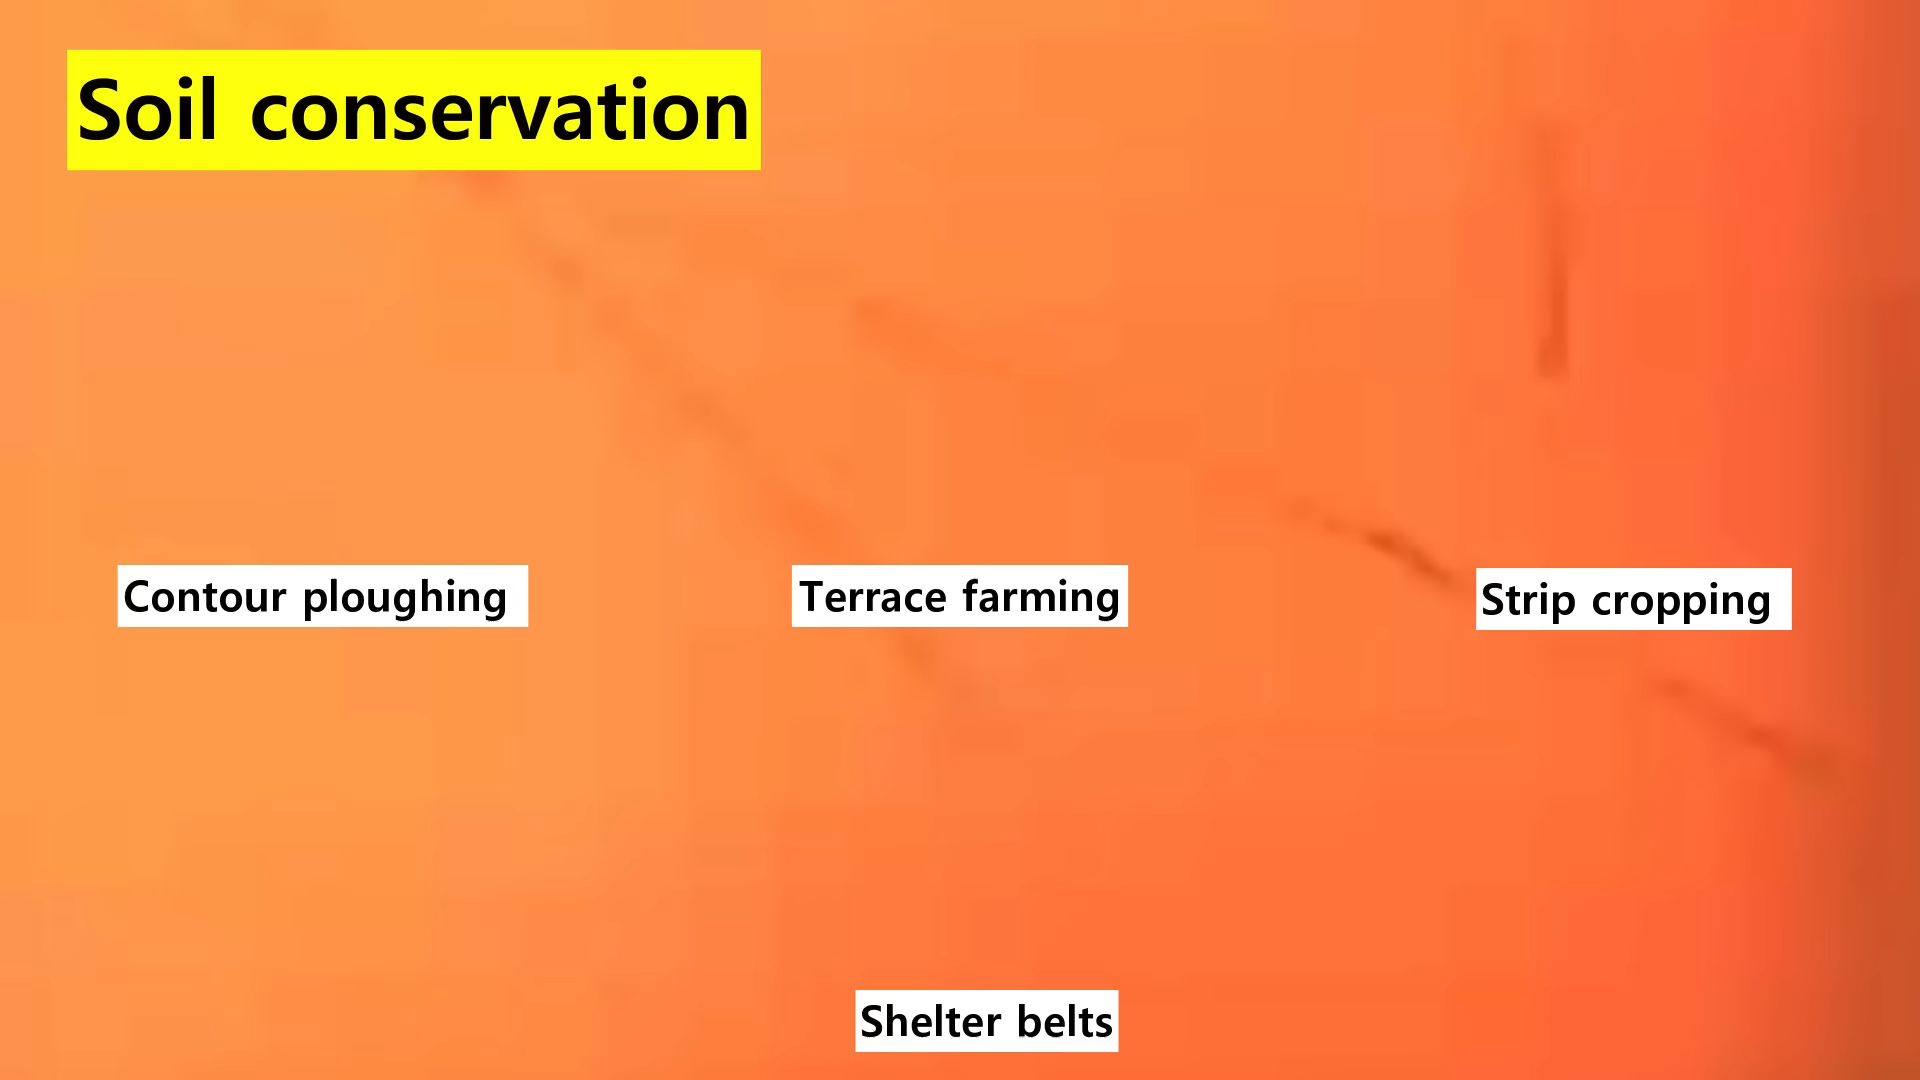 Soil conservation
Contour ploughing
Terrace farming
Strip cropping
Shelter belts